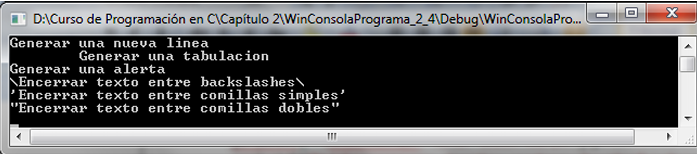 D:\Curso de Programación en C\Capítulo 2\WinConsolaPrograma_2_4\Debug\WinConsolaPro...
Generar una nueva linea
Generar una tabulacion
Generar una alerta
\Encerrar texto entre backslashes\
'Encerrar texto entre comillas simples'
"Encerrar texto entre comillas dobles"